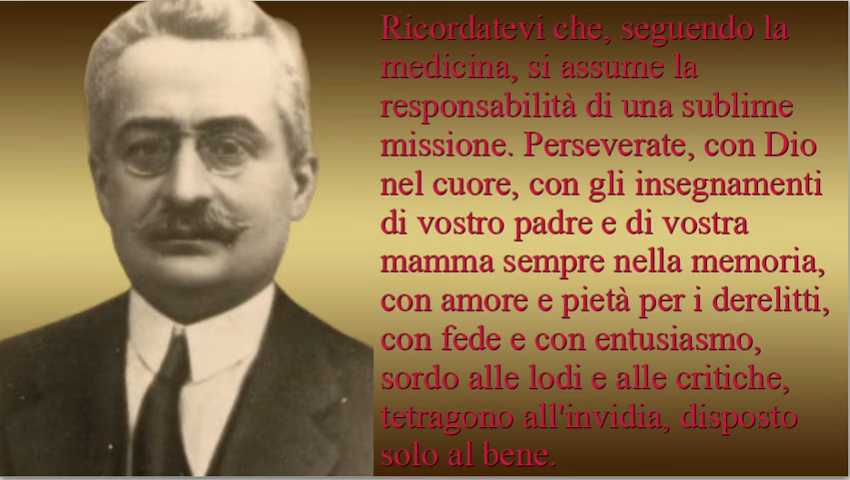 Ricordatevi che, seguendo la
medicina, si assume la
responsabilità di una sublime
missione. Perseverate, con Dio
nel cuore, con gli insegnamenti
di vostro padre e di vostra
mamma sempre nella memoria,
con amore e pietà per i derelitti,
con fede e con entusiasmo,
sordo alle lodi e alle critiche,
tetragono all'invidia, disposto
solo al bene.